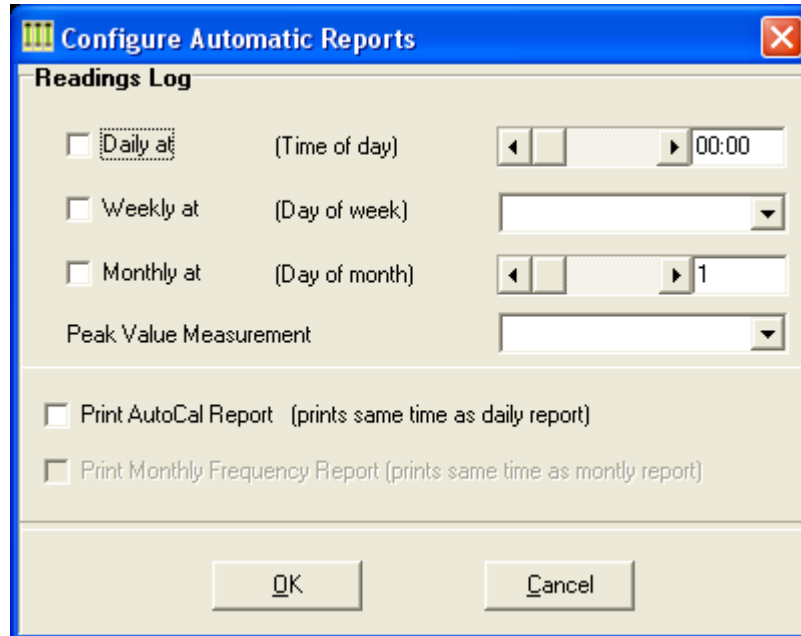 Configure Automatic Reports
Readings Log
Daily at (Time of day) 00:00
Weekly at (Day of week)
Monthly at (Day of month) 1
Peak Value Measurement
Print AutoCal Report (prints same time as daily report)
Print Monthly Frequency Report (prints same time as montly report)
OK Cancel